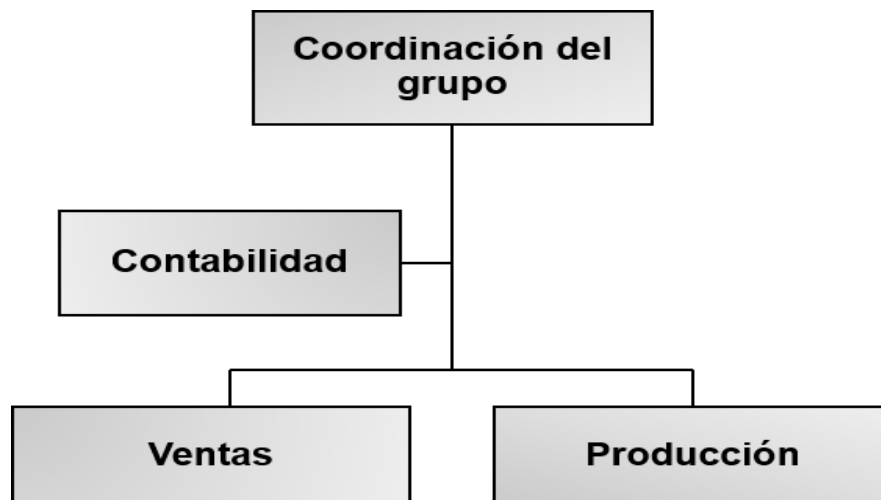 Coordinación del
grupo
Contabilidad
Ventas
Producción